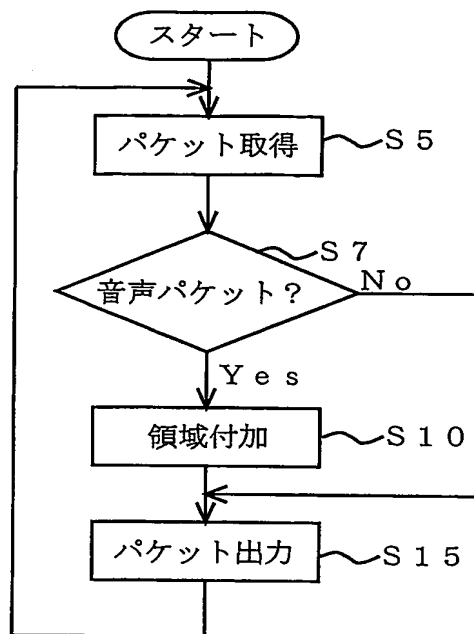 スタート
パケット取得
S5
S7
音声パケット?
No
Yes
領域付加
S10
パケット出力
S15